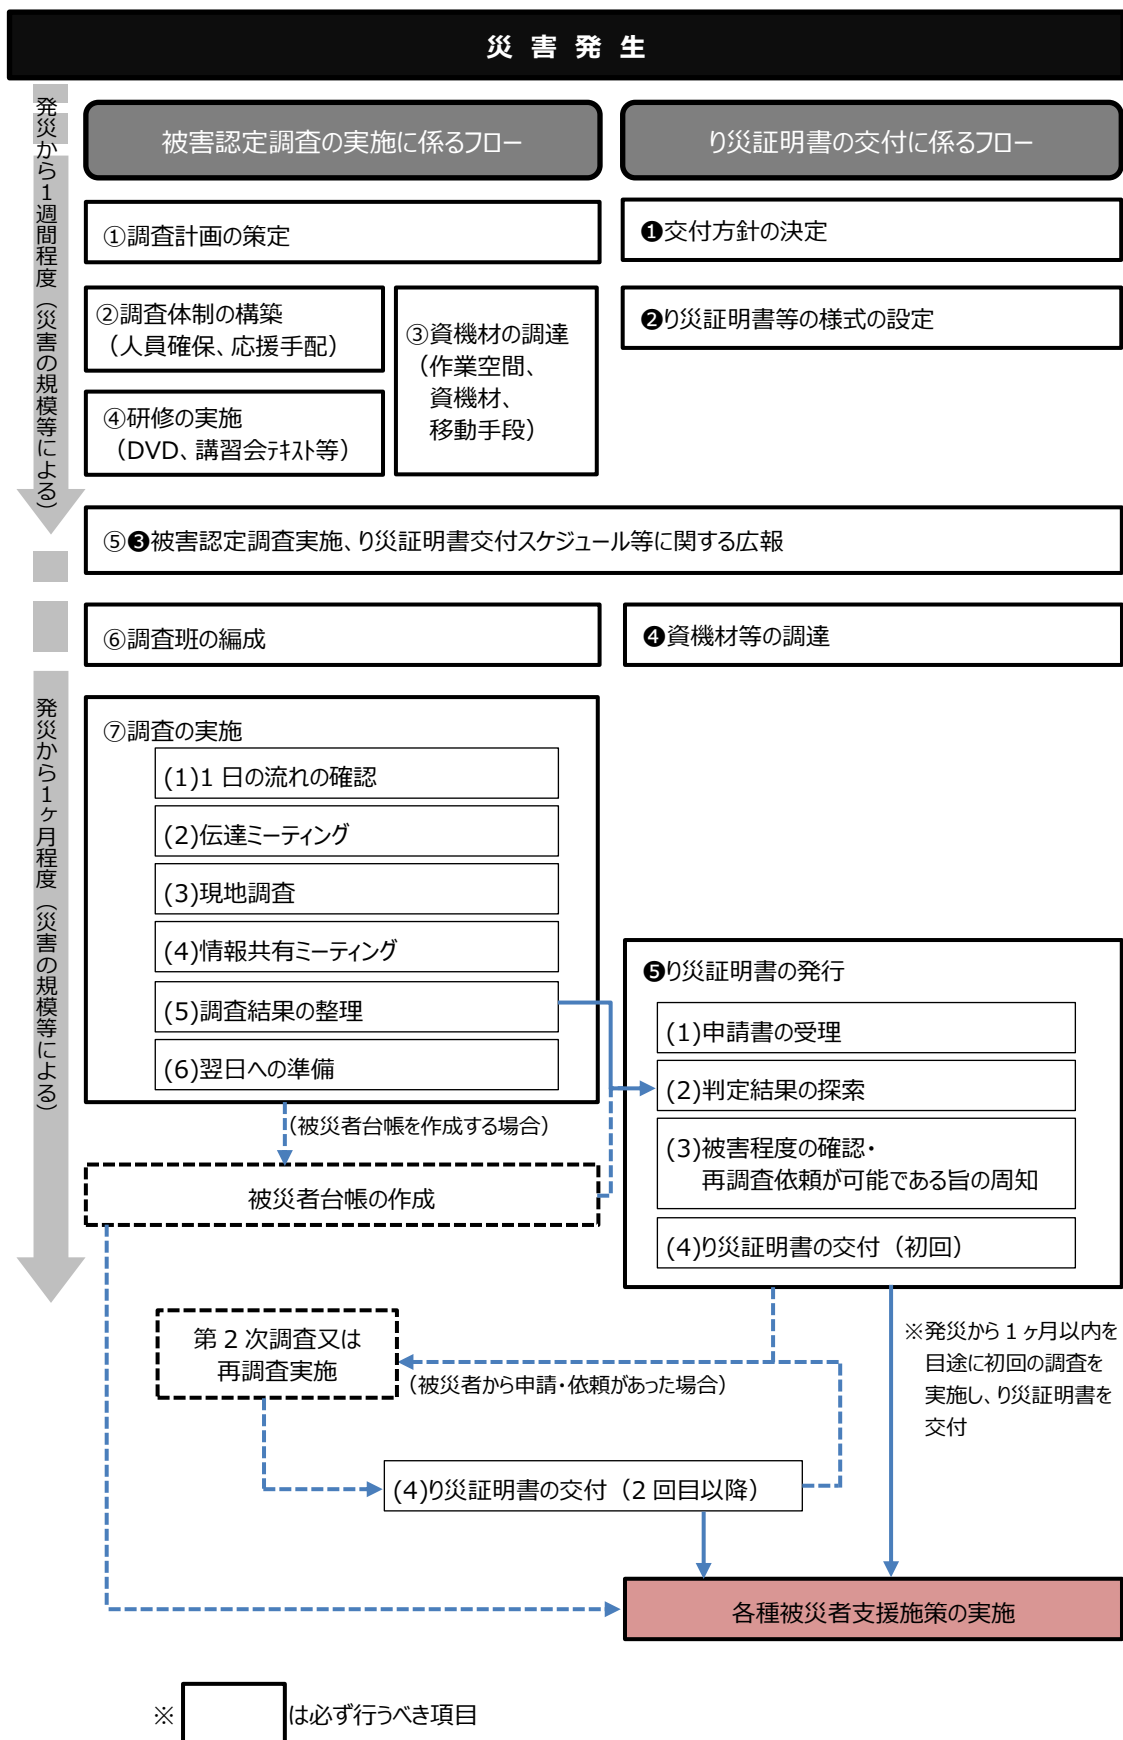 災 害 発 生
発災から1週間程度（災害の規模等による）
被害認定調査の実施に係るフロー
り災証明書の交付に係るフロー
①調査計画の策定
❶交付方針の決定
②調査体制の構築
（人員確保、応援手配）
③資機材の調達
（作業空間、
資機材、
移動手段）
❷り災証明書等の様式の設定
④研修の実施
（DVD、講習会ﾃｷｽﾄ等）
⑤❸被害認定調査実施、り災証明書交付スケジュール等に関する広報
⑥調査班の編成
❹資機材等の調達
発災から1ヶ月程度（災害の規模等による）
⑦調査の実施
(1)1 日の流れの確認
(2)伝達ミーティング
(3)現地調査
(4)情報共有ミーティング
(5)調査結果の整理
(6)翌日への準備
❺り災証明書の発行
(1)申請書の受理
(2)判定結果の探索
(3)被害程度の確認・
再調査依頼が可能である旨の周知
(4)り災証明書の交付（初回）
（被災者台帳を作成する場合）
被災者台帳の作成
第 2 次調査又は
再調査実施
（被災者から申請・依頼があった場合）
※発災から 1 ヶ月以内を
目途に初回の調査を
実施し、り災証明書を
交付
(4)り災証明書の交付（2 回目以降）
各種被災者支援施策の実施
※ は必ず行うべき項目